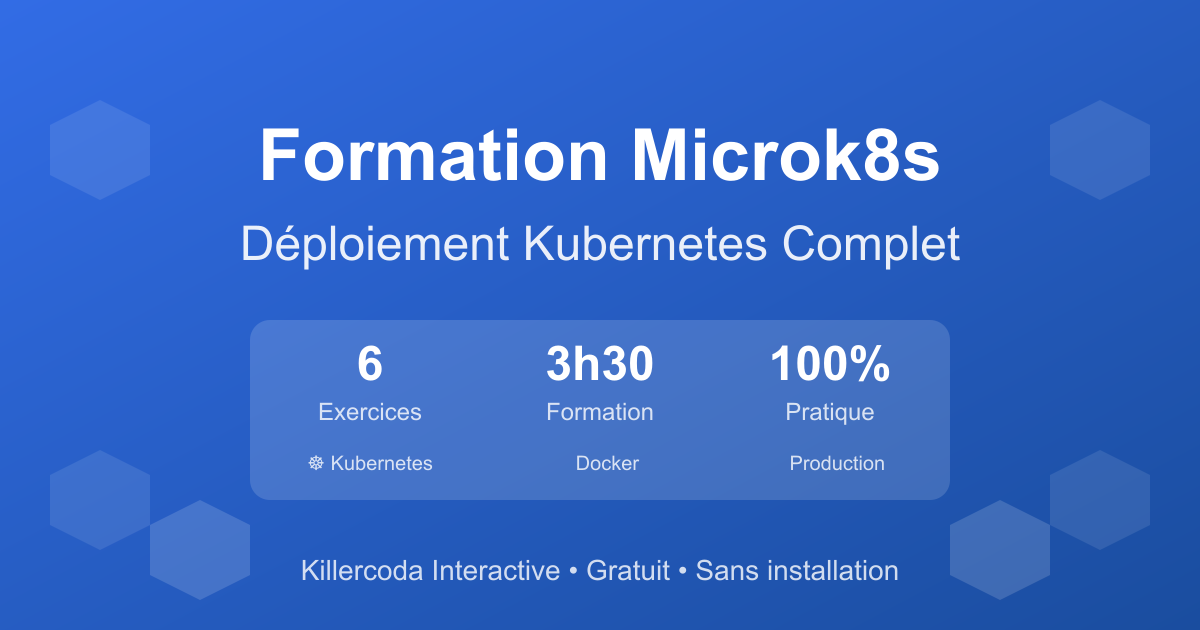 Formation Microk8s
Déploiement Kubernetes Complet
6 3h30 100%
Exercices Formation Pratique
☸ Kubernetes Docker Production
Killercoda Interactive • Gratuit • Sans installation